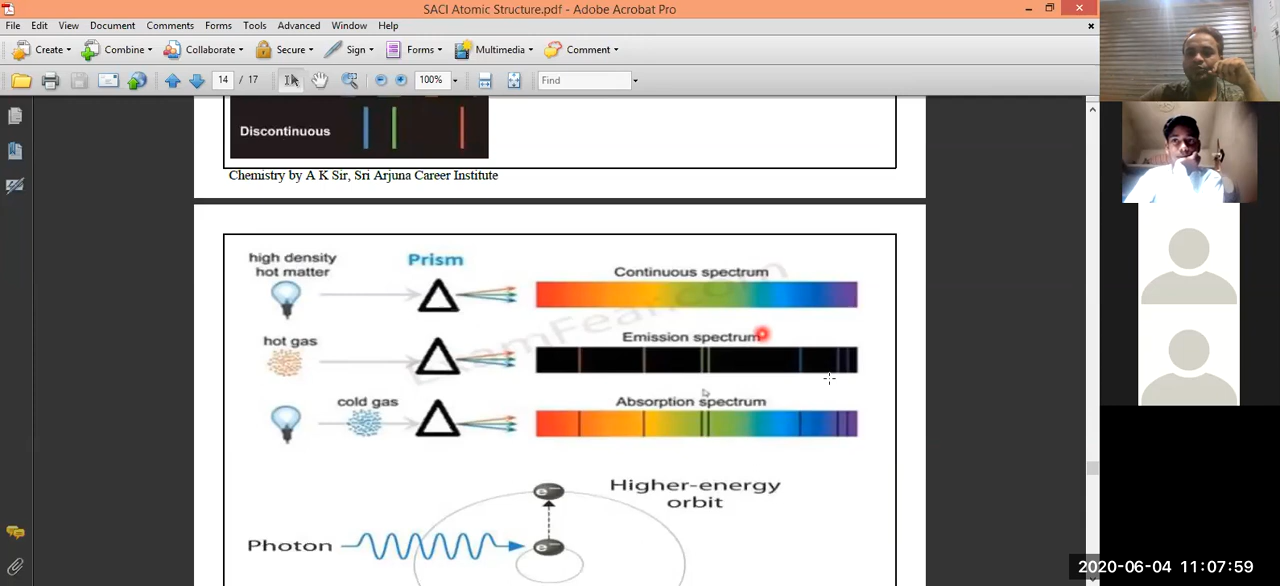 SACI Atomic Structure.pdf - Adobe Acrobat Pro
File Edit View Document Comments Forms Tools Advanced Window Help
Create Combine Collaborate Secure Sign Forms Multimedia Comment
14 / 17 100% Find
Discontinuous
Chemistry by A K Sir, Sri Arjuna Career Institute
high density
hot matter
Prism
Continuous spectrum
hot gas
Emission spectrum
cold gas
Absorption spectrum
ExamFear.com
Higher-energy
orbit
Photon
e
e
2020-06-04 11:07:59